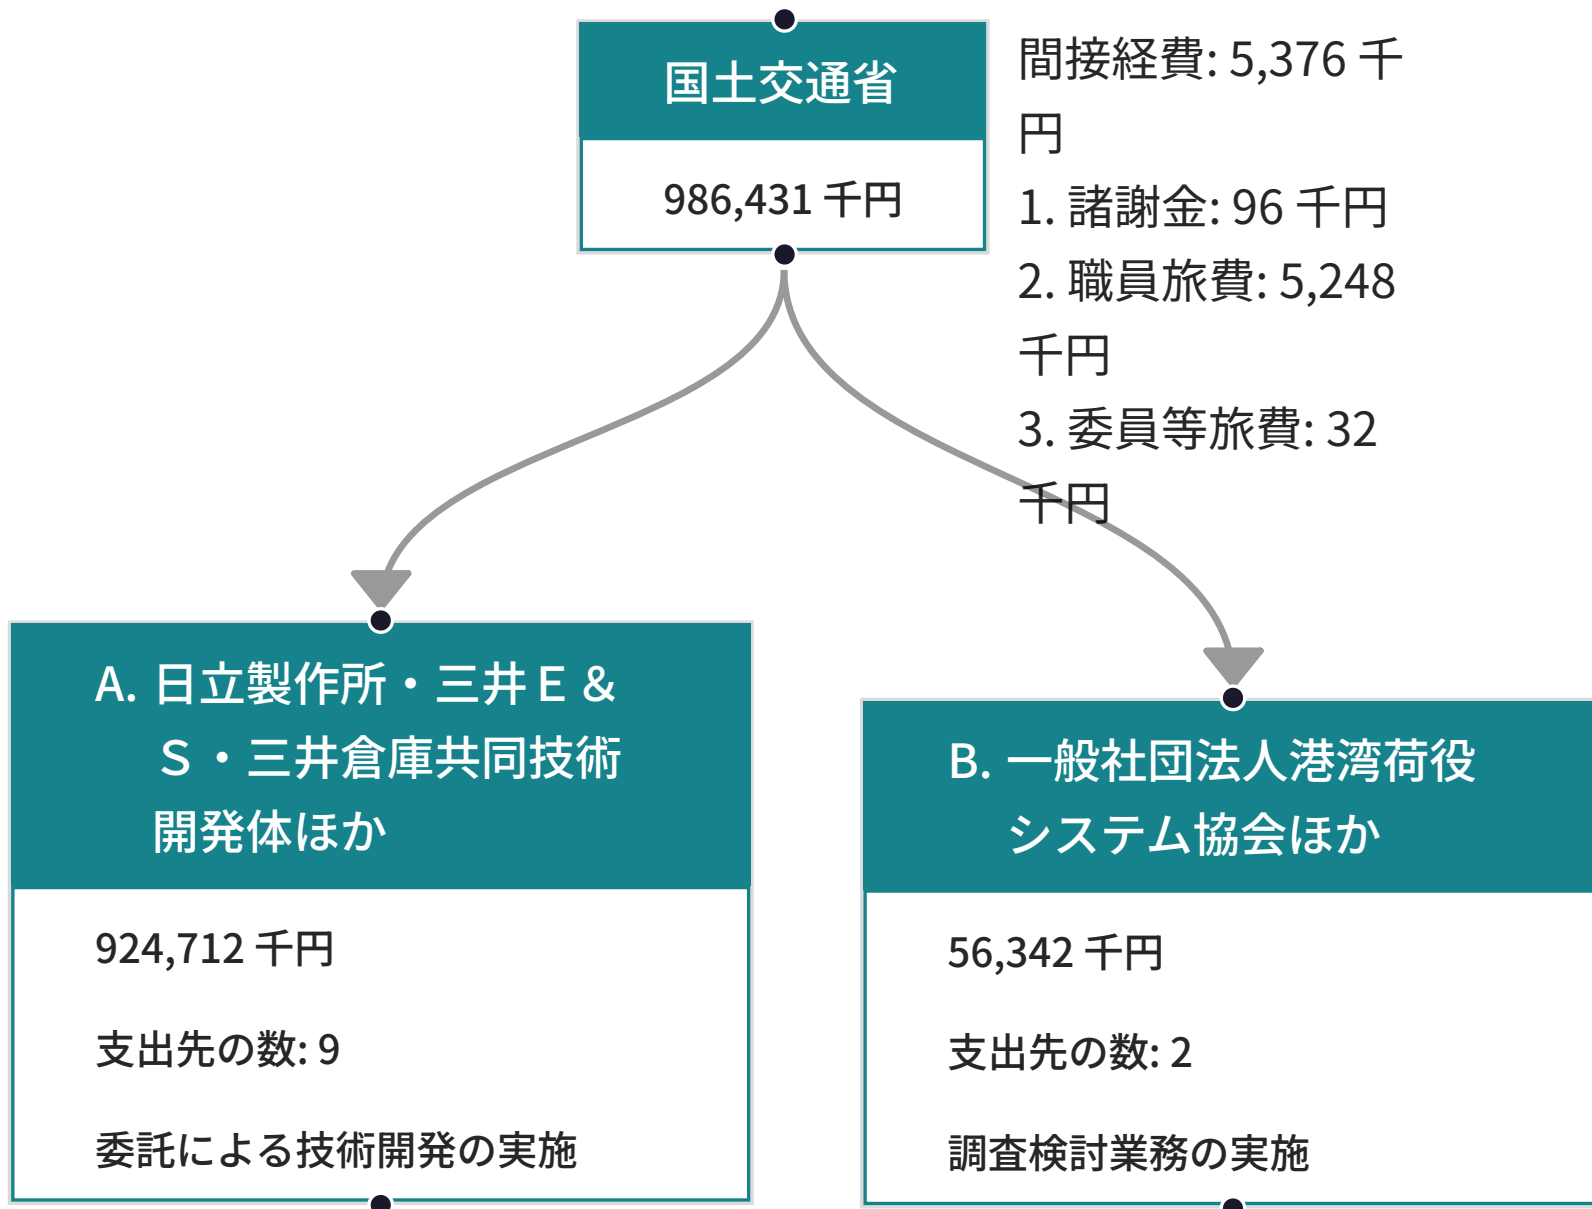 国土交通省
986,431 千円
間接経費: 5,376 千
円
1. 諸謝金: 96 千円
2. 職員旅費: 5,248
千円
3. 委員等旅費: 32
千円
A. 日立製作所・三井Ｅ＆
Ｓ・三井倉庫共同技術
開発体ほか
924,712 千円
支出先の数: 9
委託による技術開発の実施
B. 一般社団法人港湾荷役
システム協会ほか
56,342 千円
支出先の数: 2
調査検討業務の実施